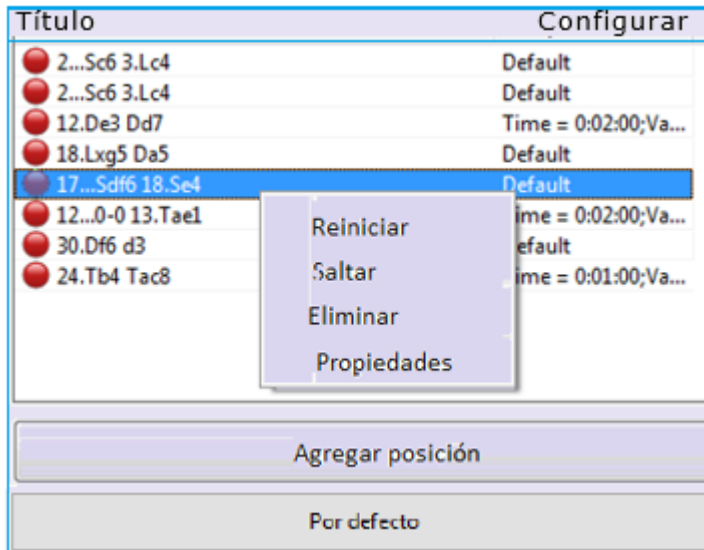 Título Configurar
2...Sc6 3.Lc4 Default
2...Sc6 3.Lc4 Default
12.De3 Dd7 Time = 0:02:00;Va...
18.Lxg5 Da5 Default
17...Sdf6 18.Se4 Default
12...0-0 13.Tae1 ime = 0:02:00;Va...
30.Df6 d3 efault
24.Tb4 Tac8 ime = 0:01:00;Va...
Reiniciar
Saltar
Eliminar
Propiedades
Agregar posición
Por defecto